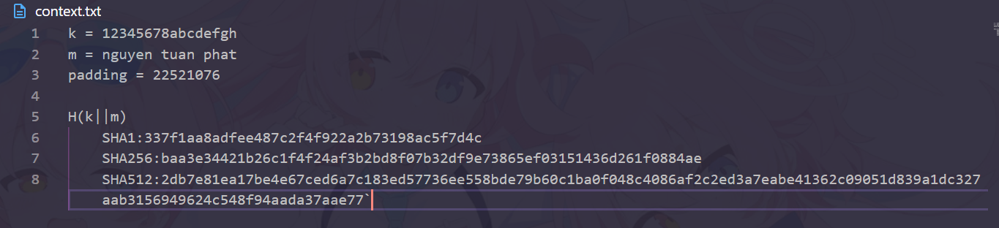 context.txt
1 k = 12345678abcdefgh
2 m = nguyen tuan phat
3 padding = 22521076
4
5 H(k||m)
6 SHA1:337f1aa8adfee487c2f4f922a2b73198ac5f7d4c
7 SHA256:baa3e34421b26c1f4f24af3b2bd8f07b32df9e73865ef03151436d261f0884ae
8 SHA512:2db7e81ea17be4e67ced6a7c183ed57736ee558bde79b60c1ba0f048c4086af2c2ed3a7eabe41362c09051d839a1dc327
aab3156949624c548f94aada37aae77`